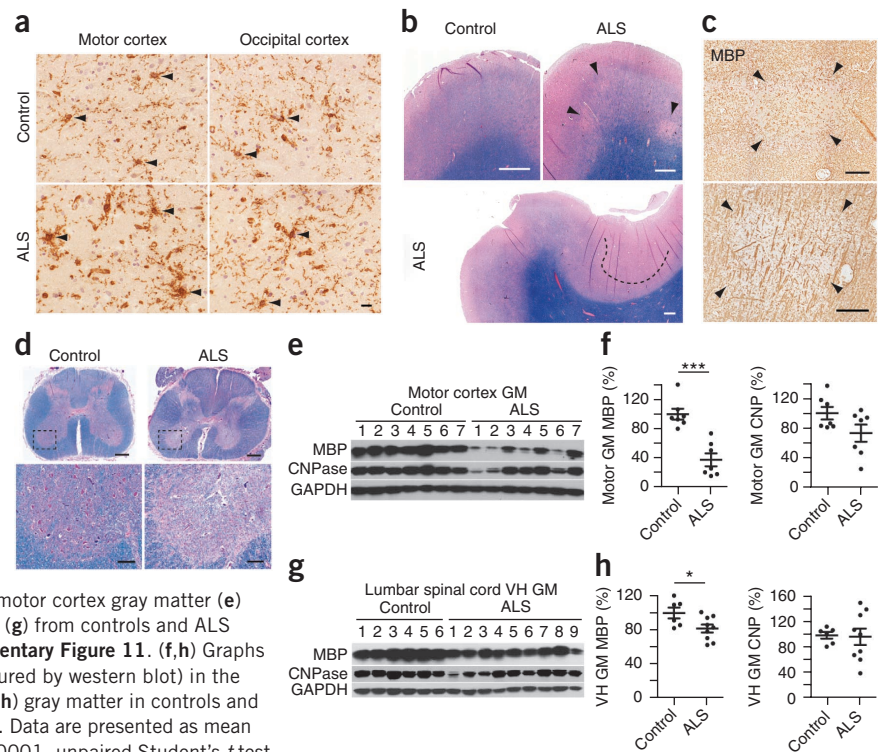 a
Motor cortex
Occipital cortex
Control
ALS
b
Control
ALS
ALS
c
MBP
d
Control
ALS
e
Motor cortex GM
Control
ALS
1 2 3 4 5 6 7 1 2 3 4 5 6 7
MBP
CNPase
GAPDH
f
Motor GM MBP (%)
120
80
40
0
***
Control
ALS
Motor GM CNP (%)
120
80
40
0
Control
ALS
g
Lumbar spinal cord VH GM
Control
ALS
1 2 3 4 5 6 1 2 3 4 5 6 7 8 9
MBP
CNPase
GAPDH
h
VH GM MBP (%)
120
80
40
0
*
Control
ALS
VH GM CNP (%)
160
120
80
40
0
Control
ALS
motor cortex gray matter (e)
(g) from controls and ALS
entary Figure 11. (f,h) Graphs
ured by western blot) in the
h) gray matter in controls and
. Data are presented as mean